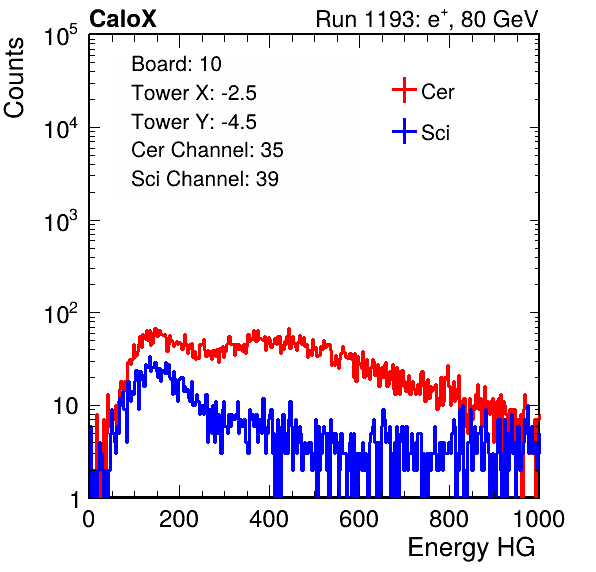 CaloX Run 1193: e⁺, 80 GeV
Counts
10⁵
10⁴
10³
10²
10
1
Board: 10
Tower X: -2.5
Tower Y: -4.5
Cer Channel: 35
Sci Channel: 39
Cer
Sci
0 200 400 600 800 1000
Energy HG